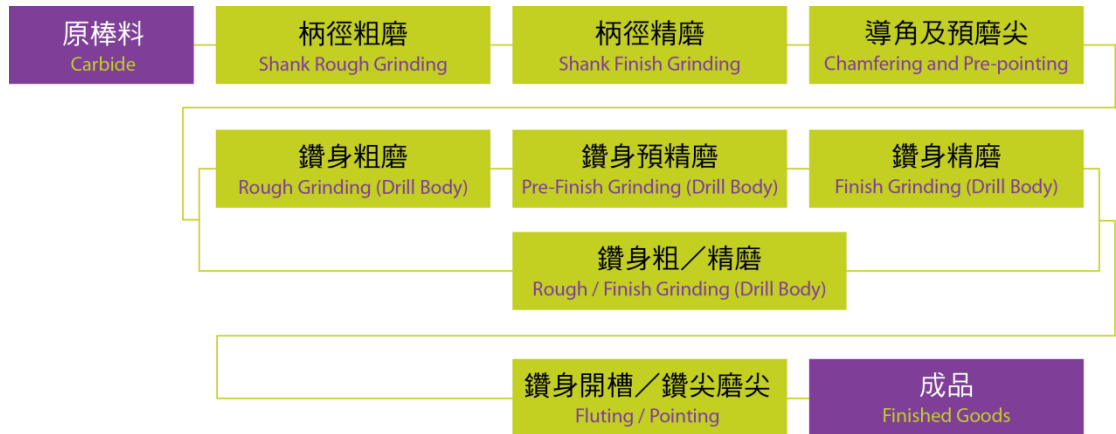 原棒料
Carbide
柄徑粗磨
Shank Rough Grinding
柄徑精磨
Shank Finish Grinding
導角及預磨尖
Chamfering and Pre-pointing
鑽身粗磨
Rough Grinding (Drill Body)
鑽身預精磨
Pre-Finish Grinding (Drill Body)
鑽身精磨
Finish Grinding (Drill Body)
鑽身粗／精磨
Rough / Finish Grinding (Drill Body)
鑽身開槽／鑽尖磨尖
Fluting / Pointing
成品
Finished Goods